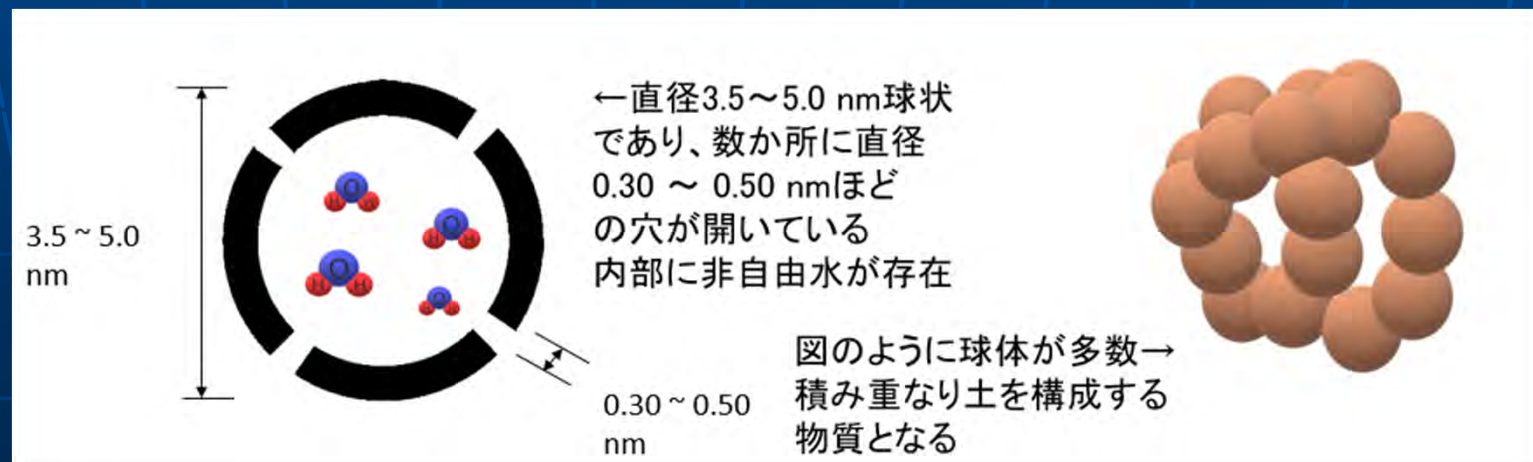 3.5 ~ 5.0
nm
←直径3.5～5.0 nm球状
であり、数か所に直径
0.30 ～ 0.50 nmほど
の穴が開いている
内部に非自由水が存在
O
H H
O
H H
O
H H
O
H H
0.30 ~ 0.50
nm
図のように球体が多数→
積み重なり土を構成する
物質となる